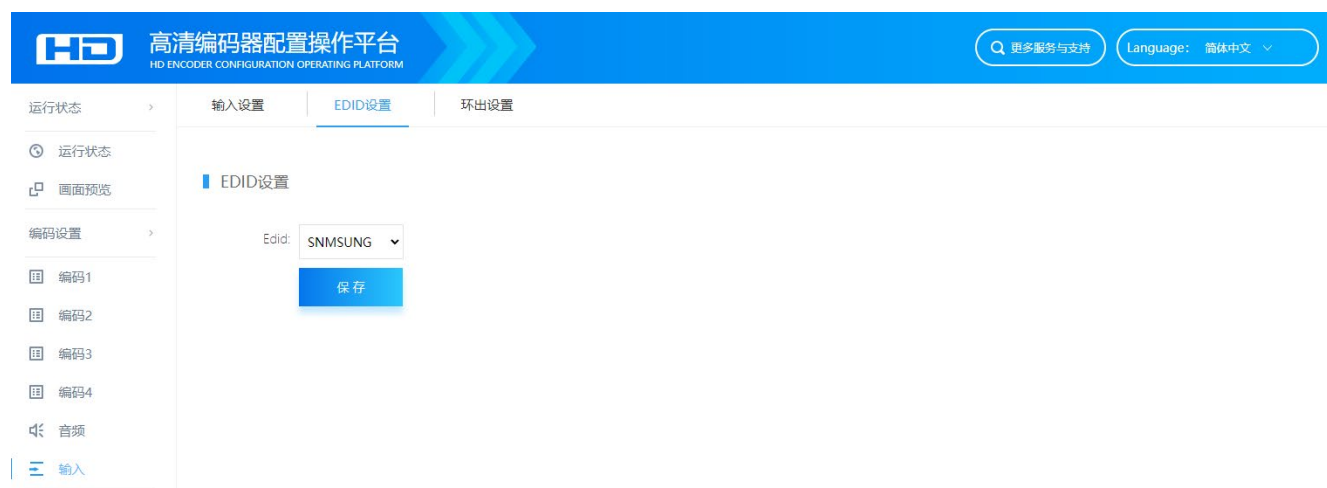 HD
高清编码器配置操作平台
HD ENCODER CONFIGURATION OPERATING PLATFORM
更多服务与支持
Language: 简体中文
运行状态
运行状态
画面预览
编码设置
编码1
编码2
编码3
编码4
音频
输入
输入设置
EDID设置
环出设置
EDID设置
Edid: SNMSUNG
保存